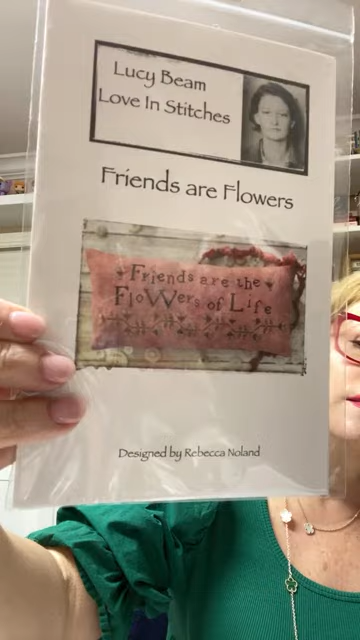 Lucy Beam
Love In Stitches
Friends are Flowers
Friends are the
FloWers of Life
Designed by Rebecca Noland